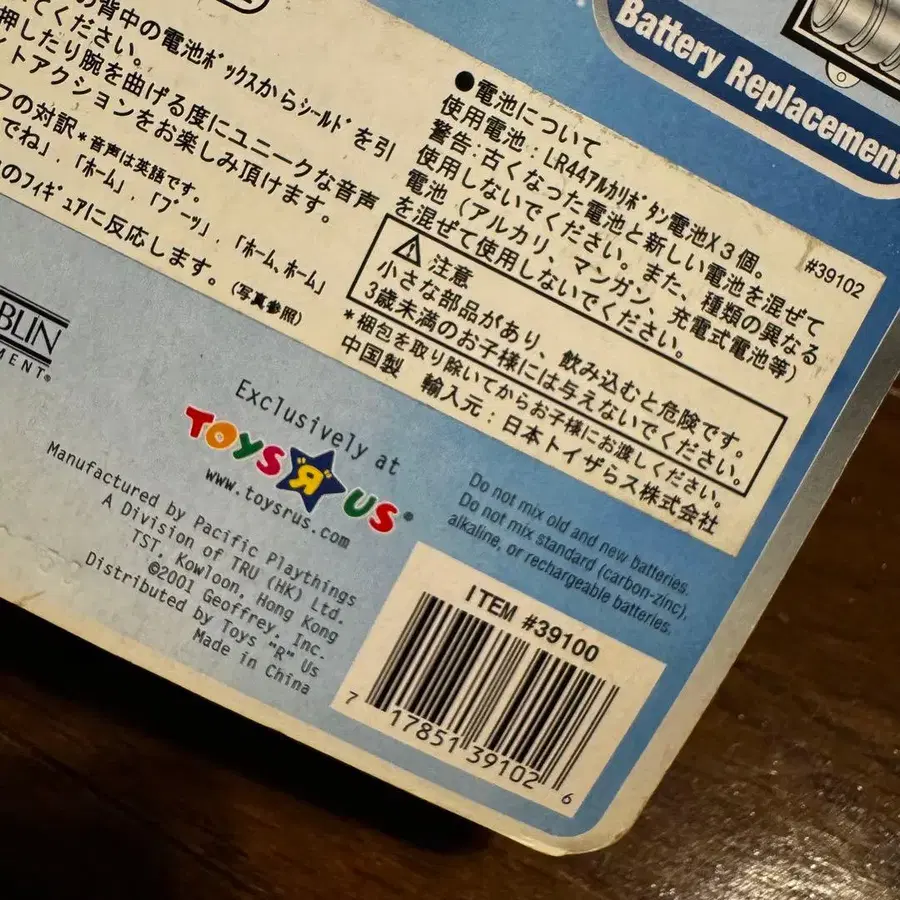 の背中の電池ﾎﾞｯｸｽからｼｰﾙﾄﾞを引
てください。
押したり腕を曲げる度にユニークな音声
イトアクションをお楽しみ頂けます。
つの対訳*音声は英語です。
でね」、「ホーム」、「ブーツ」、「ホーム、ホーム」
のﾌｨｷﾞｭｱに反応します。(写真参照)
Battery Replacement
●電池について
使用電池:LR44ｱﾙｶﾘﾎﾞﾀﾝ電池X3個。
警告:古くなった電池と新しい電池を混ぜて
使用しないでください。また、種類の異なる
電池(アルカリ、マンガン、充電式電池等)
を混ぜて使用しないでください。
#39102
⚠注意
小さな部品があり、飲み込むと危険です。
3歳未満のお子様には与えないでください。
*梱包を取り除いてからお子様にお渡しください。
中国製 輸入元:日本トイザらス株式会社
BLIN
MENT®
Exclusively at
TOYS "R" US®
www.toysrus.com
Manufactured by Pacific Playthings
A Division of TRU (HK) Ltd.
TST, Kowloon, Hong Kong
©2001 Geoffrey, Inc.
Distributed by Toys "R" Us
Made in China
Do not mix old and new batteries.
Do not mix standard (carbon-zinc),
alkaline, or rechargeable batteries.
ITEM #39100
7 17851 39102 6